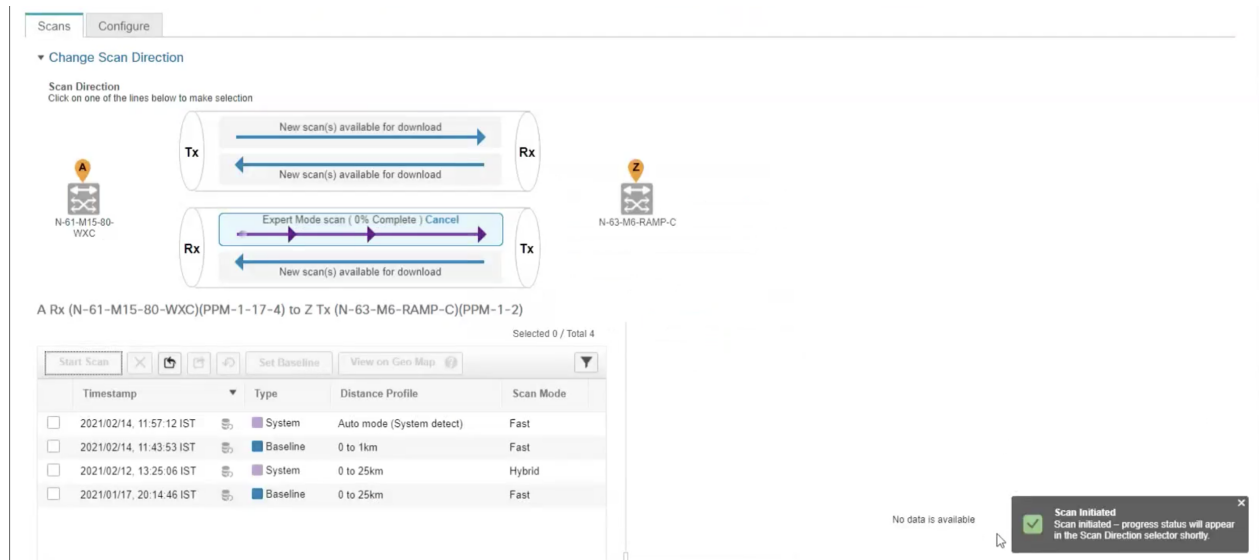 Scans Configure
Change Scan Direction
Scan Direction
Click on one of the lines below to make selection
New scan(s) available for download
Tx
Rx
New scan(s) available for download
A
N-61-M15-80-
WXC
Z
N-63-M6-RAMP-C
Expert Mode scan ( 0% Complete ) Cancel
Rx
Tx
New scan(s) available for download
A Rx (N-61-M15-80-WXC)(PPM-1-17-4) to Z Tx (N-63-M6-RAMP-C)(PPM-1-2)
Selected 0 / Total 4
Start Scan Set Baseline View on Geo Map
Timestamp Type Distance Profile Scan Mode
2021/02/14, 11:57:12 IST System Auto mode (System detect) Fast
2021/02/14, 11:43:53 IST Baseline 0 to 1km Fast
2021/02/12, 13:25:06 IST System 0 to 25km Hybrid
2021/01/17, 20:14:46 IST Baseline 0 to 25km Fast
No data is available
Scan Initiated
Scan initiated – progress status will appear
in the Scan Direction selector shortly.